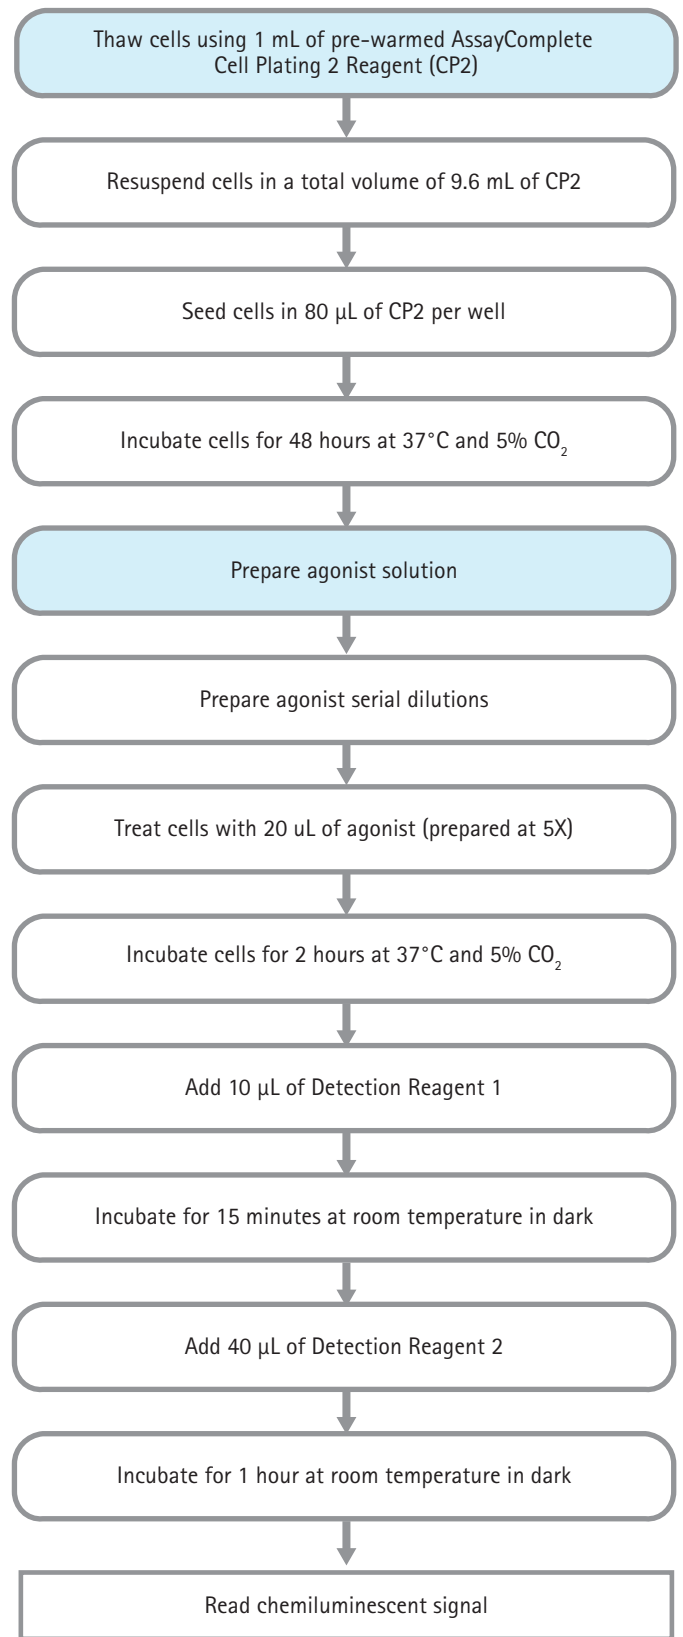 Thaw cells using 1 mL of pre-warmed AssayComplete
Cell Plating 2 Reagent (CP2)
Resuspend cells in a total volume of 9.6 mL of CP2
Seed cells in 80 µL of CP2 per well
Incubate cells for 48 hours at 37°C and 5% CO₂
Prepare agonist solution
Prepare agonist serial dilutions
Treat cells with 20 uL of agonist (prepared at 5X)
Incubate cells for 2 hours at 37°C and 5% CO₂
Add 10 µL of Detection Reagent 1
Incubate for 15 minutes at room temperature in dark
Add 40 µL of Detection Reagent 2
Incubate for 1 hour at room temperature in dark
Read chemiluminescent signal